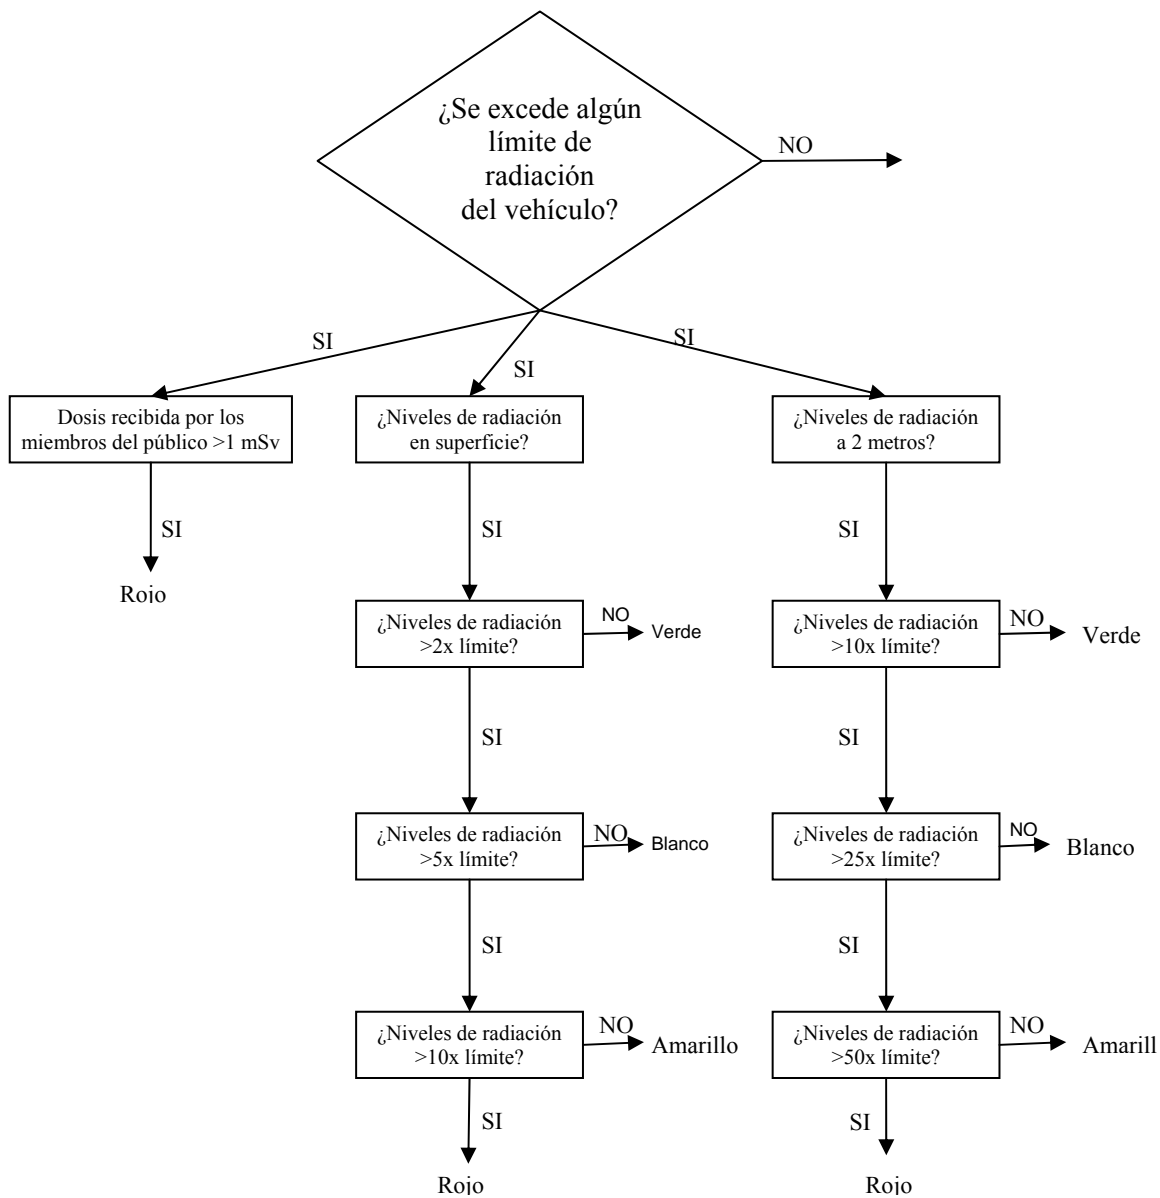 ¿Se excede algún
límite de
radiación
del vehículo?
NO
SI
SI
SI
Dosis recibida por los
miembros del público >1 mSv
¿Niveles de radiación
en superficie?
¿Niveles de radiación
a 2 metros?
SI
SI
SI
Rojo
¿Niveles de radiación
>2x límite?
NO
Verde
¿Niveles de radiación
>10x límite?
NO
Verde
SI
SI
¿Niveles de radiación
>5x límite?
NO
Blanco
¿Niveles de radiación
>25x límite?
NO
Blanco
SI
SI
¿Niveles de radiación
>10x límite?
NO
Amarillo
¿Niveles de radiación
>50x límite?
NO
Amarill
SI
SI
Rojo
Rojo